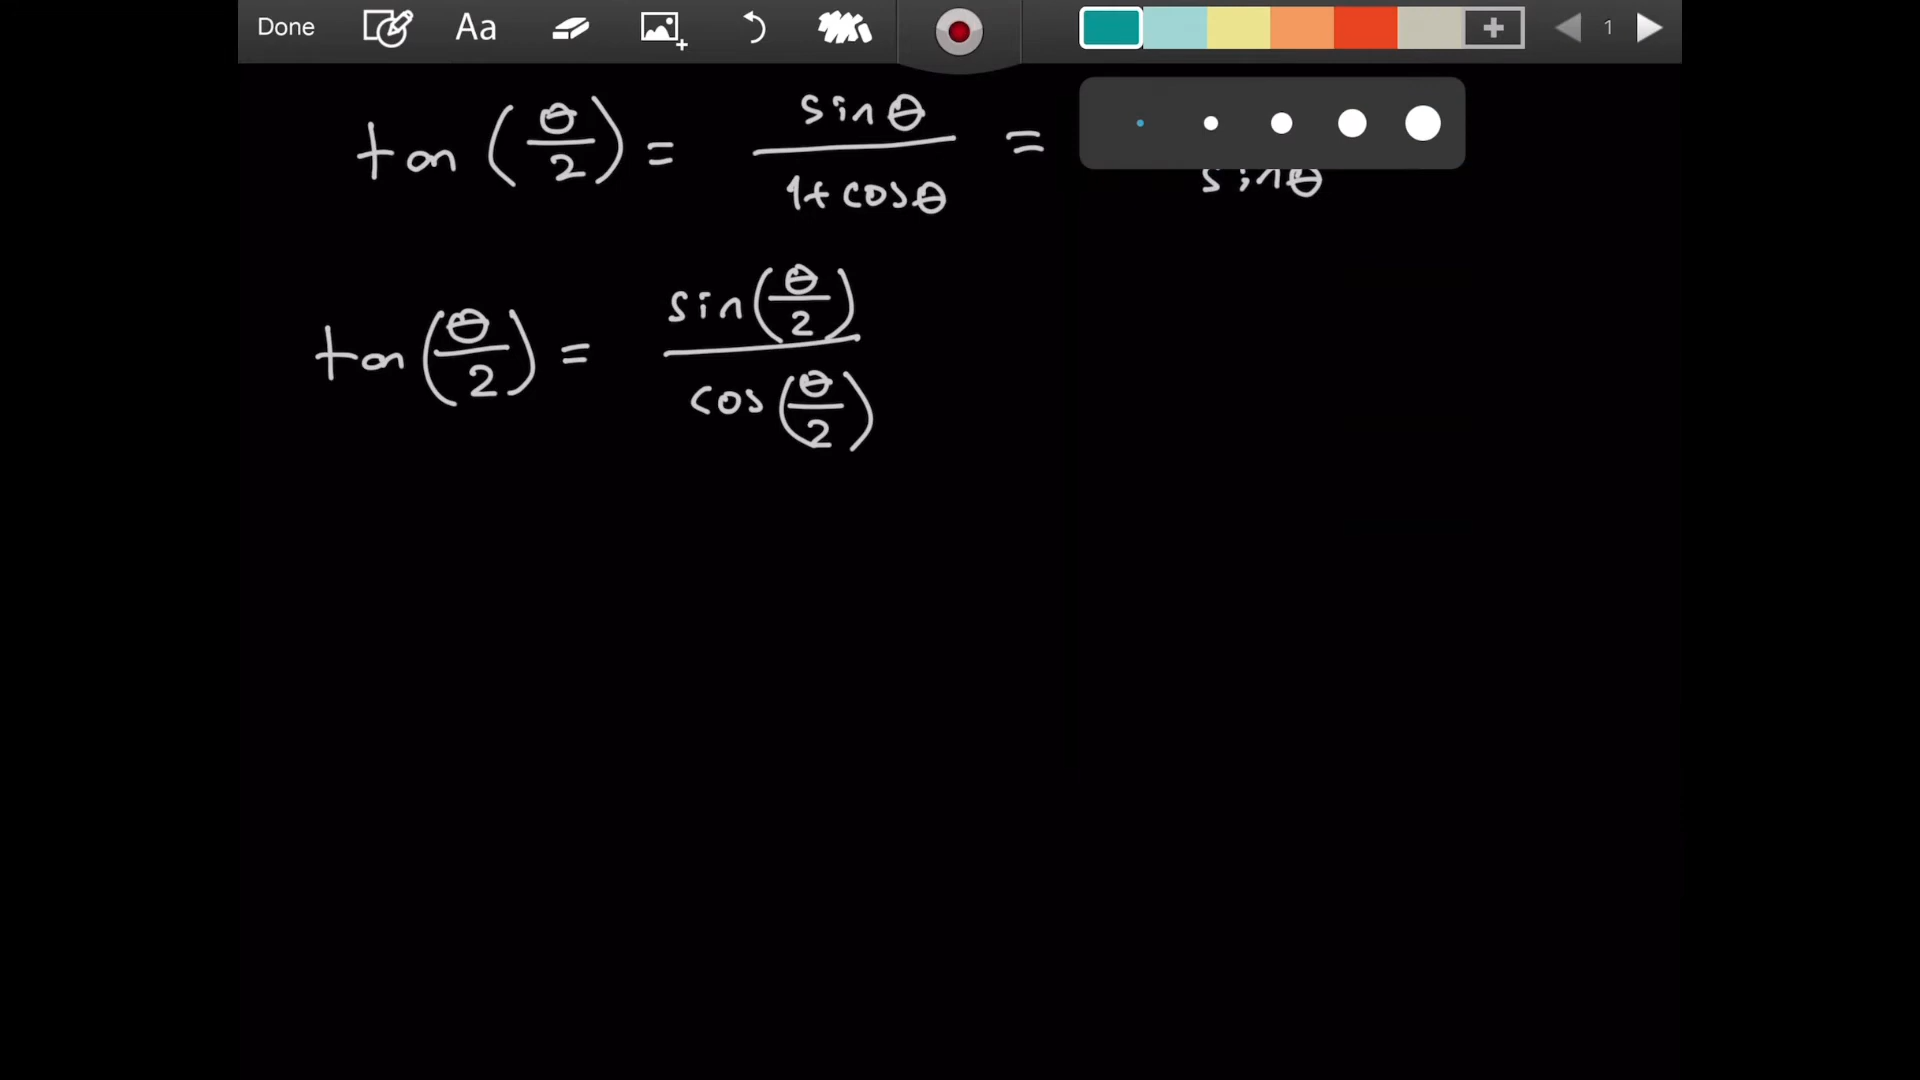 Done Aa 1
tan (θ/2) = sinθ/(1+cosθ) = /sinθ
tan (θ/2) = sin(θ/2)/cos(θ/2)